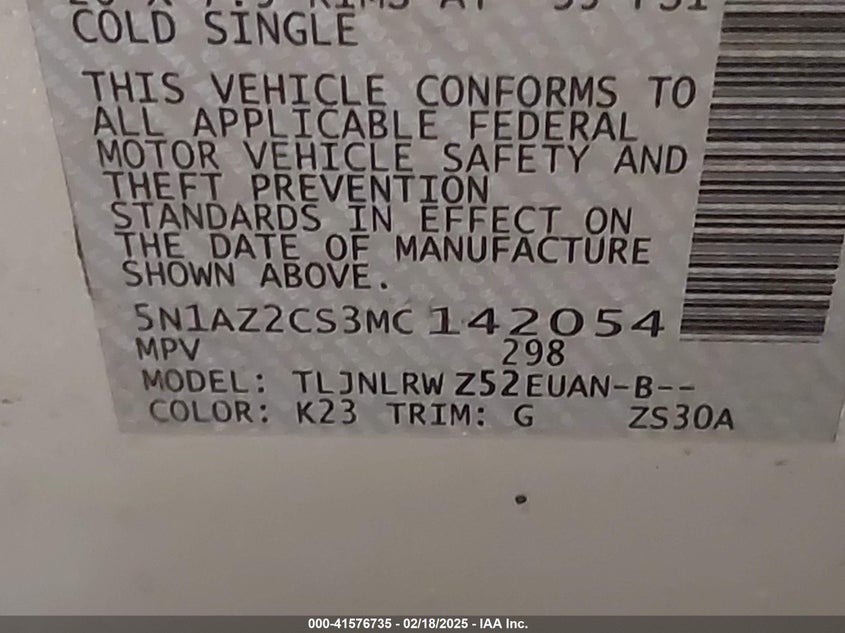 COLD SINGLE
THIS VEHICLE CONFORMS TO
ALL APPLICABLE FEDERAL
MOTOR VEHICLE SAFETY AND
THEFT PREVENTION
STANDARDS IN EFFECT ON
THE DATE OF MANUFACTURE
SHOWN ABOVE.
5N1AZ2CS3MC142054
MPV 298
MODEL: TLJNLRW Z52EUAN-B--
COLOR: K23 TRIM: G ZS30A
000-41576735 - 02/18/2025 - IAA Inc.